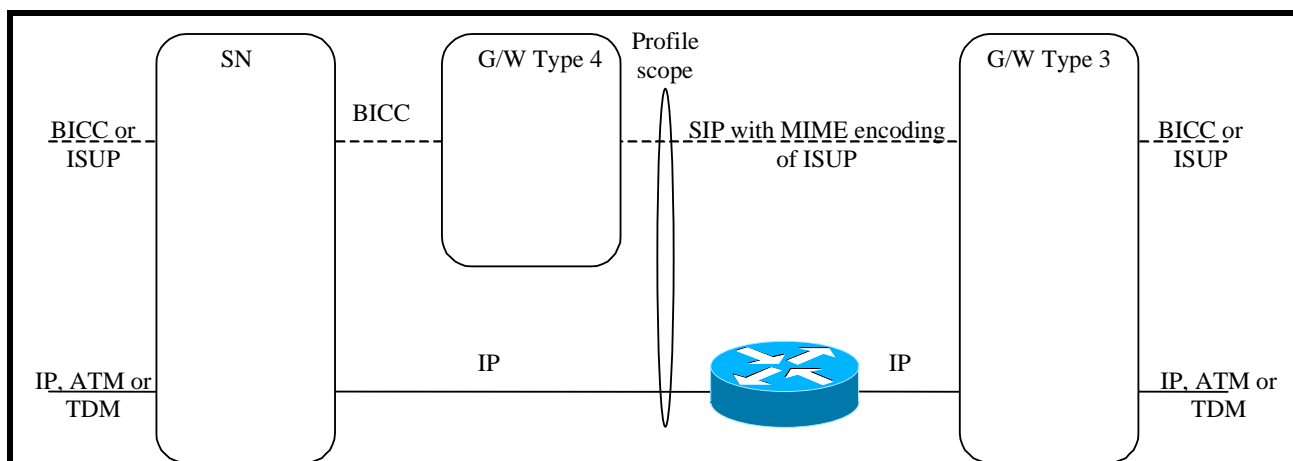 SN
G/W Type 4
Profile
scope
G/W Type 3
BICC or
ISUP
BICC
SIP with MIME encoding
of ISUP
BICC or
ISUP
IP, ATM or
TDM
IP
IP
IP, ATM or
TDM